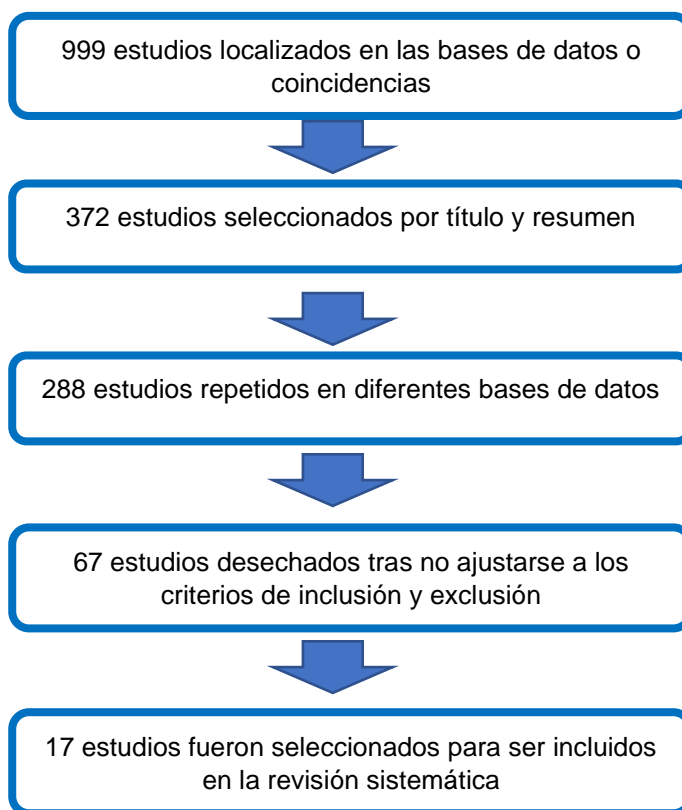 999 estudios localizados en las bases de datos o
coincidencias
372 estudios seleccionados por título y resumen
288 estudios repetidos en diferentes bases de datos
67 estudios desechados tras no ajustarse a los
criterios de inclusión y exclusión
17 estudios fueron seleccionados para ser incluidos
en la revisión sistemática